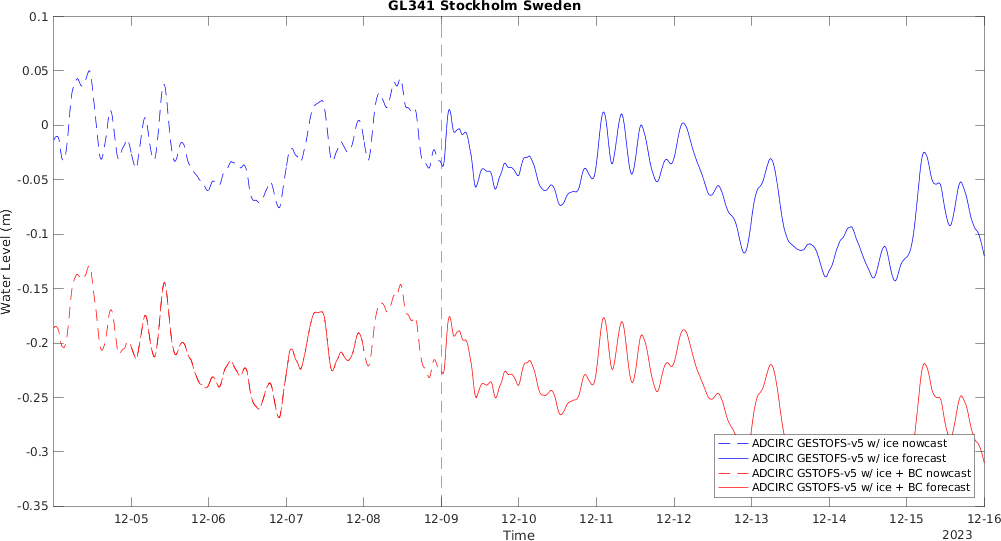 GL341 Stockholm Sweden
0.1
0.05
0
-0.05
-0.1
-0.15
-0.2
-0.25
-0.3
-0.35
Water Level (m)
ADCIRC GESTOFS-v5 w/ ice nowcast
ADCIRC GESTOFS-v5 w/ ice forecast
ADCIRC GSTOFS-v5 w/ ice + BC nowcast
ADCIRC GSTOFS-v5 w/ ice + BC forecast
12-05 12-06 12-07 12-08 12-09 12-10 12-11 12-12 12-13 12-14 12-15 12-16
Time
2023